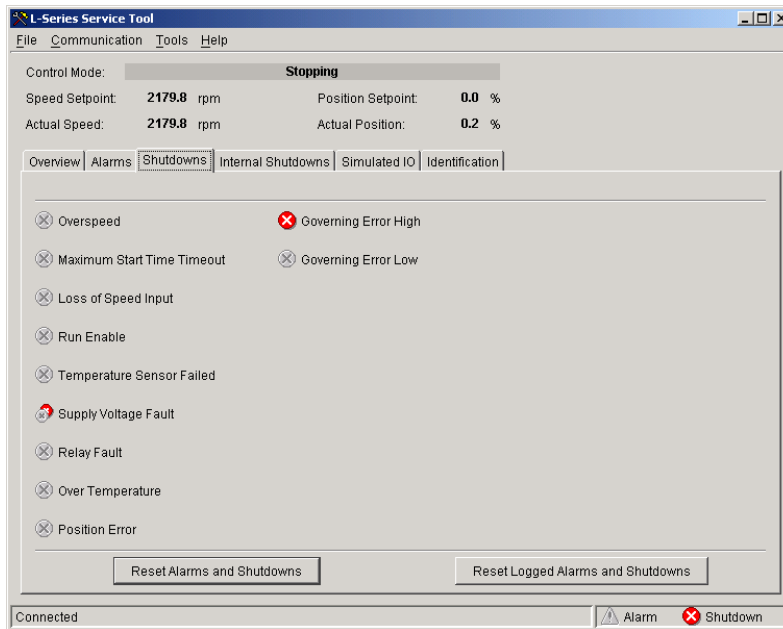 L-Series Service Tool
File Communication Tools Help
Control Mode: Stopping
Speed Setpoint: 2179.8 rpm Position Setpoint: 0.0 %
Actual Speed: 2179.8 rpm Actual Position: 0.2 %
Overview Alarms Shutdowns Internal Shutdowns Simulated IO Identification
Overspeed Governing Error High
Maximum Start Time Timeout Governing Error Low
Loss of Speed Input
Run Enable
Temperature Sensor Failed
Supply Voltage Fault
Relay Fault
Over Temperature
Position Error
Reset Alarms and Shutdowns Reset Logged Alarms and Shutdowns
Connected Alarm Shutdown